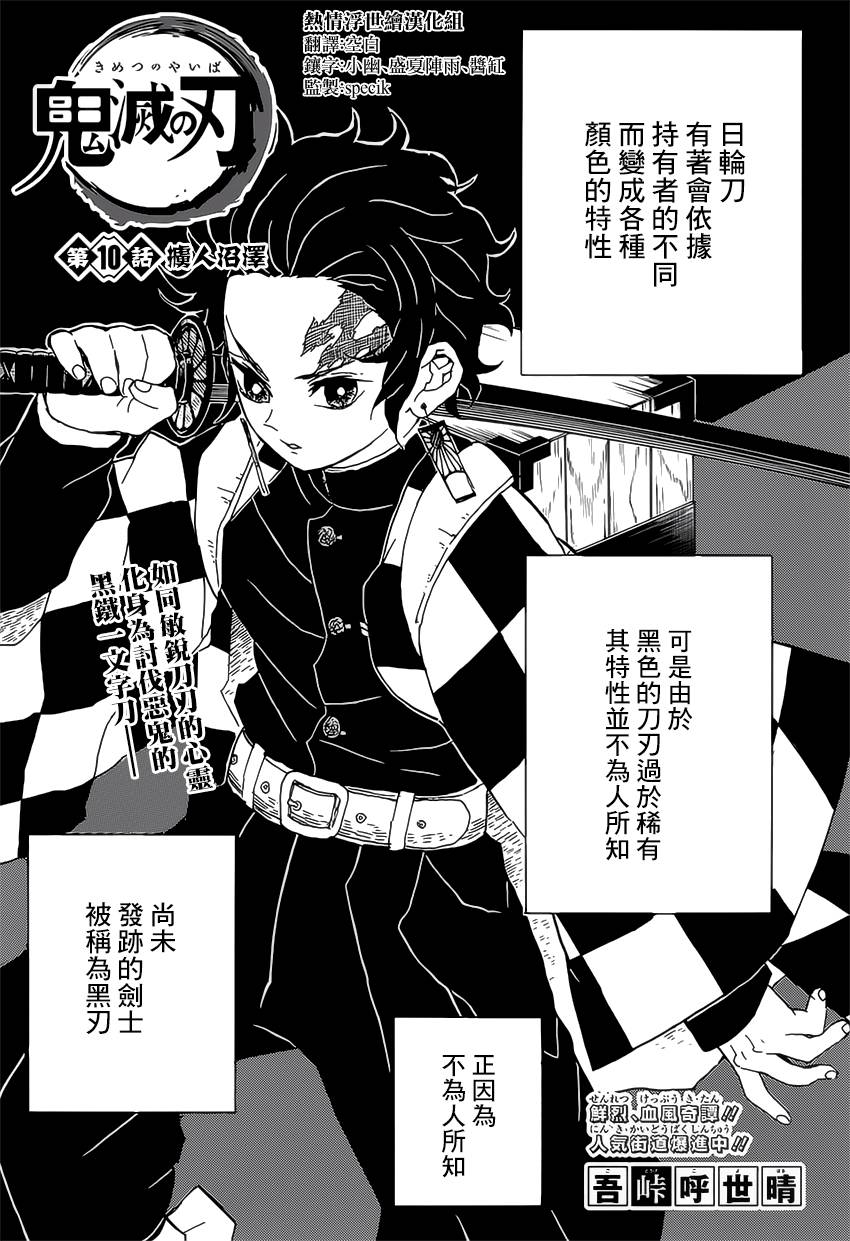 熱情浮世繪漢化組
翻譯:空白
鑲字:小幽、盛夏陣雨、醬缸
監製:spccik
きめつのやいば
鬼滅の刃
第10話 擄人沼澤
日輪刀
有著會依據
持有者的不同
而變成各種
顏色的特性
如同敏銳刀刃的心靈
化身為討伐惡鬼的
黑鐵一文字刀——
可是由於
黑色的刀刃過於稀有
其特性並不為人所知
正因為
不為人所知
尚未
發跡的劍士
被稱為黑刃
せんれつ けっぷう き・たん
鮮烈、血風奇譚!!
にん・き・かいどうばくしんちゅう
人気街道爆進中!!
ご とうげ こ よ はる
吾峠呼世晴